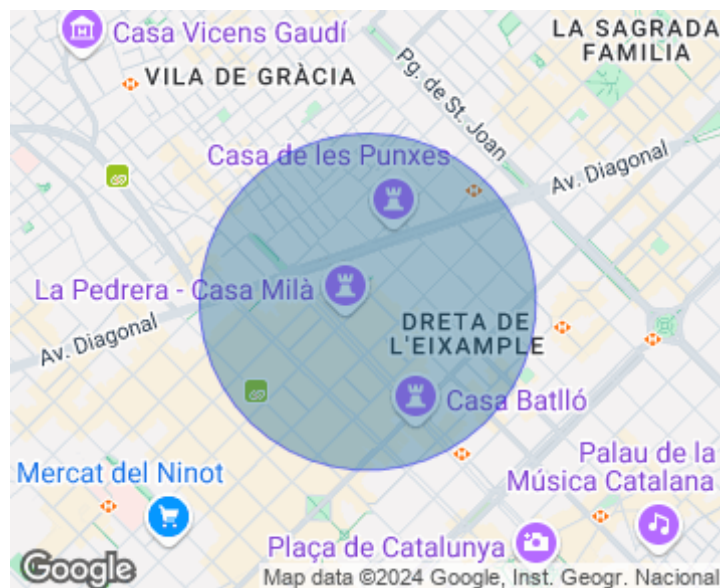 Casa Vicens Gaudí
LA SAGRADA
FAMILIA
VILA DE GRÀCIA
Pg. de St. Joan
Casa de les Punxes
Av. Diagonal
La Pedrera - Casa Milà
DRETA DE
L'EIXAMPLE
Av. Diagonal
Casa Batlló
Mercat del Ninot
Palau de la
Música Catalana
Plaça de Catalunya
Google
Map data ©2024 Google, Inst. Geogr. Nacional